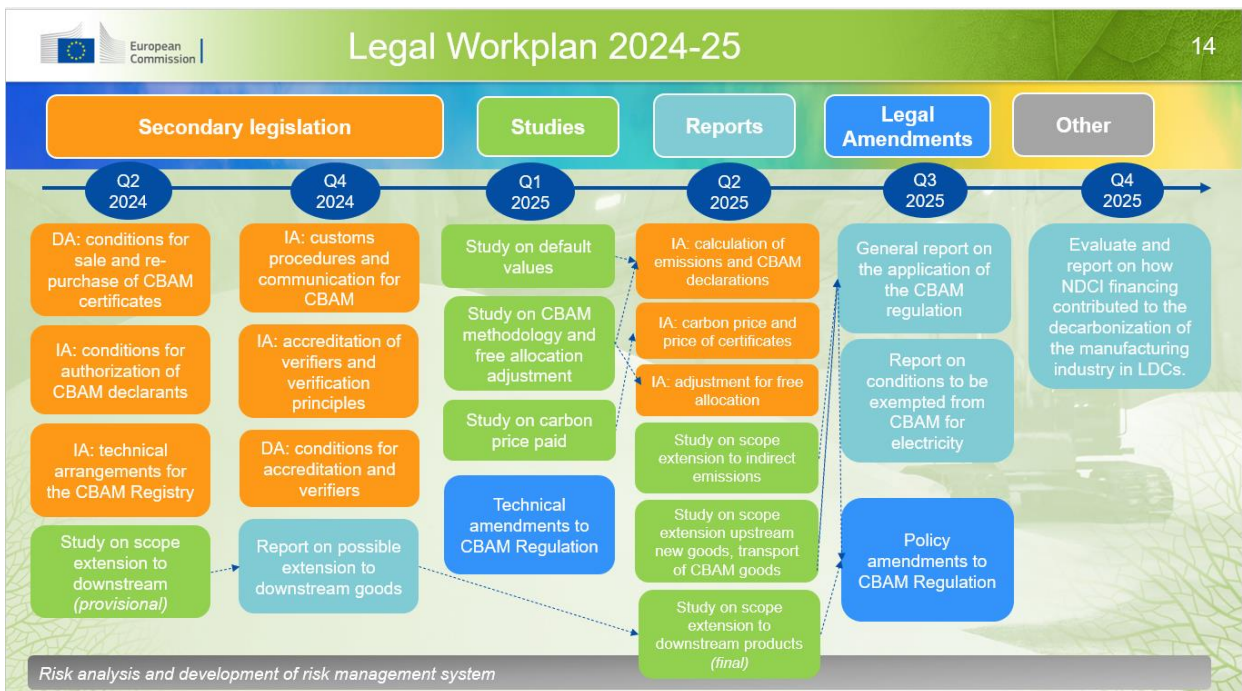 European
Commission
Legal Workplan 2024-25
14
Secondary legislation
Studies
Reports
Legal
Amendments
Other
Q2
2024
Q4
2024
Q1
2025
Q2
2025
Q3
2025
Q4
2025
DA: conditions for
sale and re-
purchase of CBAM
certificates
IA: conditions for
authorization of
CBAM declarants
IA: technical
arrangements for
the CBAM Registry
Study on scope
extension to
downstream
(provisional)
IA: customs
procedures and
communication for
CBAM
IA: accreditation of
verifiers and
verification
principles
DA: conditions for
accreditation and
verifiers
Report on possible
extension to
downstream goods
Study on default
values
Study on CBAM
methodology and
free allocation
adjustment
Study on carbon
price paid
Technical
amendments to
CBAM Regulation
IA: calculation of
emissions and CBAM
declarations
IA: carbon price and
price of certificates
IA: adjustment for free
allocation
Study on scope
extension to indirect
emissions
Study on scope
extension upstream
new goods, transport
of CBAM goods
Study on scope
extension to
downstream products
(final)
General report on
the application of
the CBAM
regulation
Report on
conditions to be
exempted from
CBAM for
electricity
Policy
amendments to
CBAM Regulation
Evaluate and
report on how
NDCI financing
contributed to the
decarbonization of
the manufacturing
industry in LDCs.
Risk analysis and development of risk management system